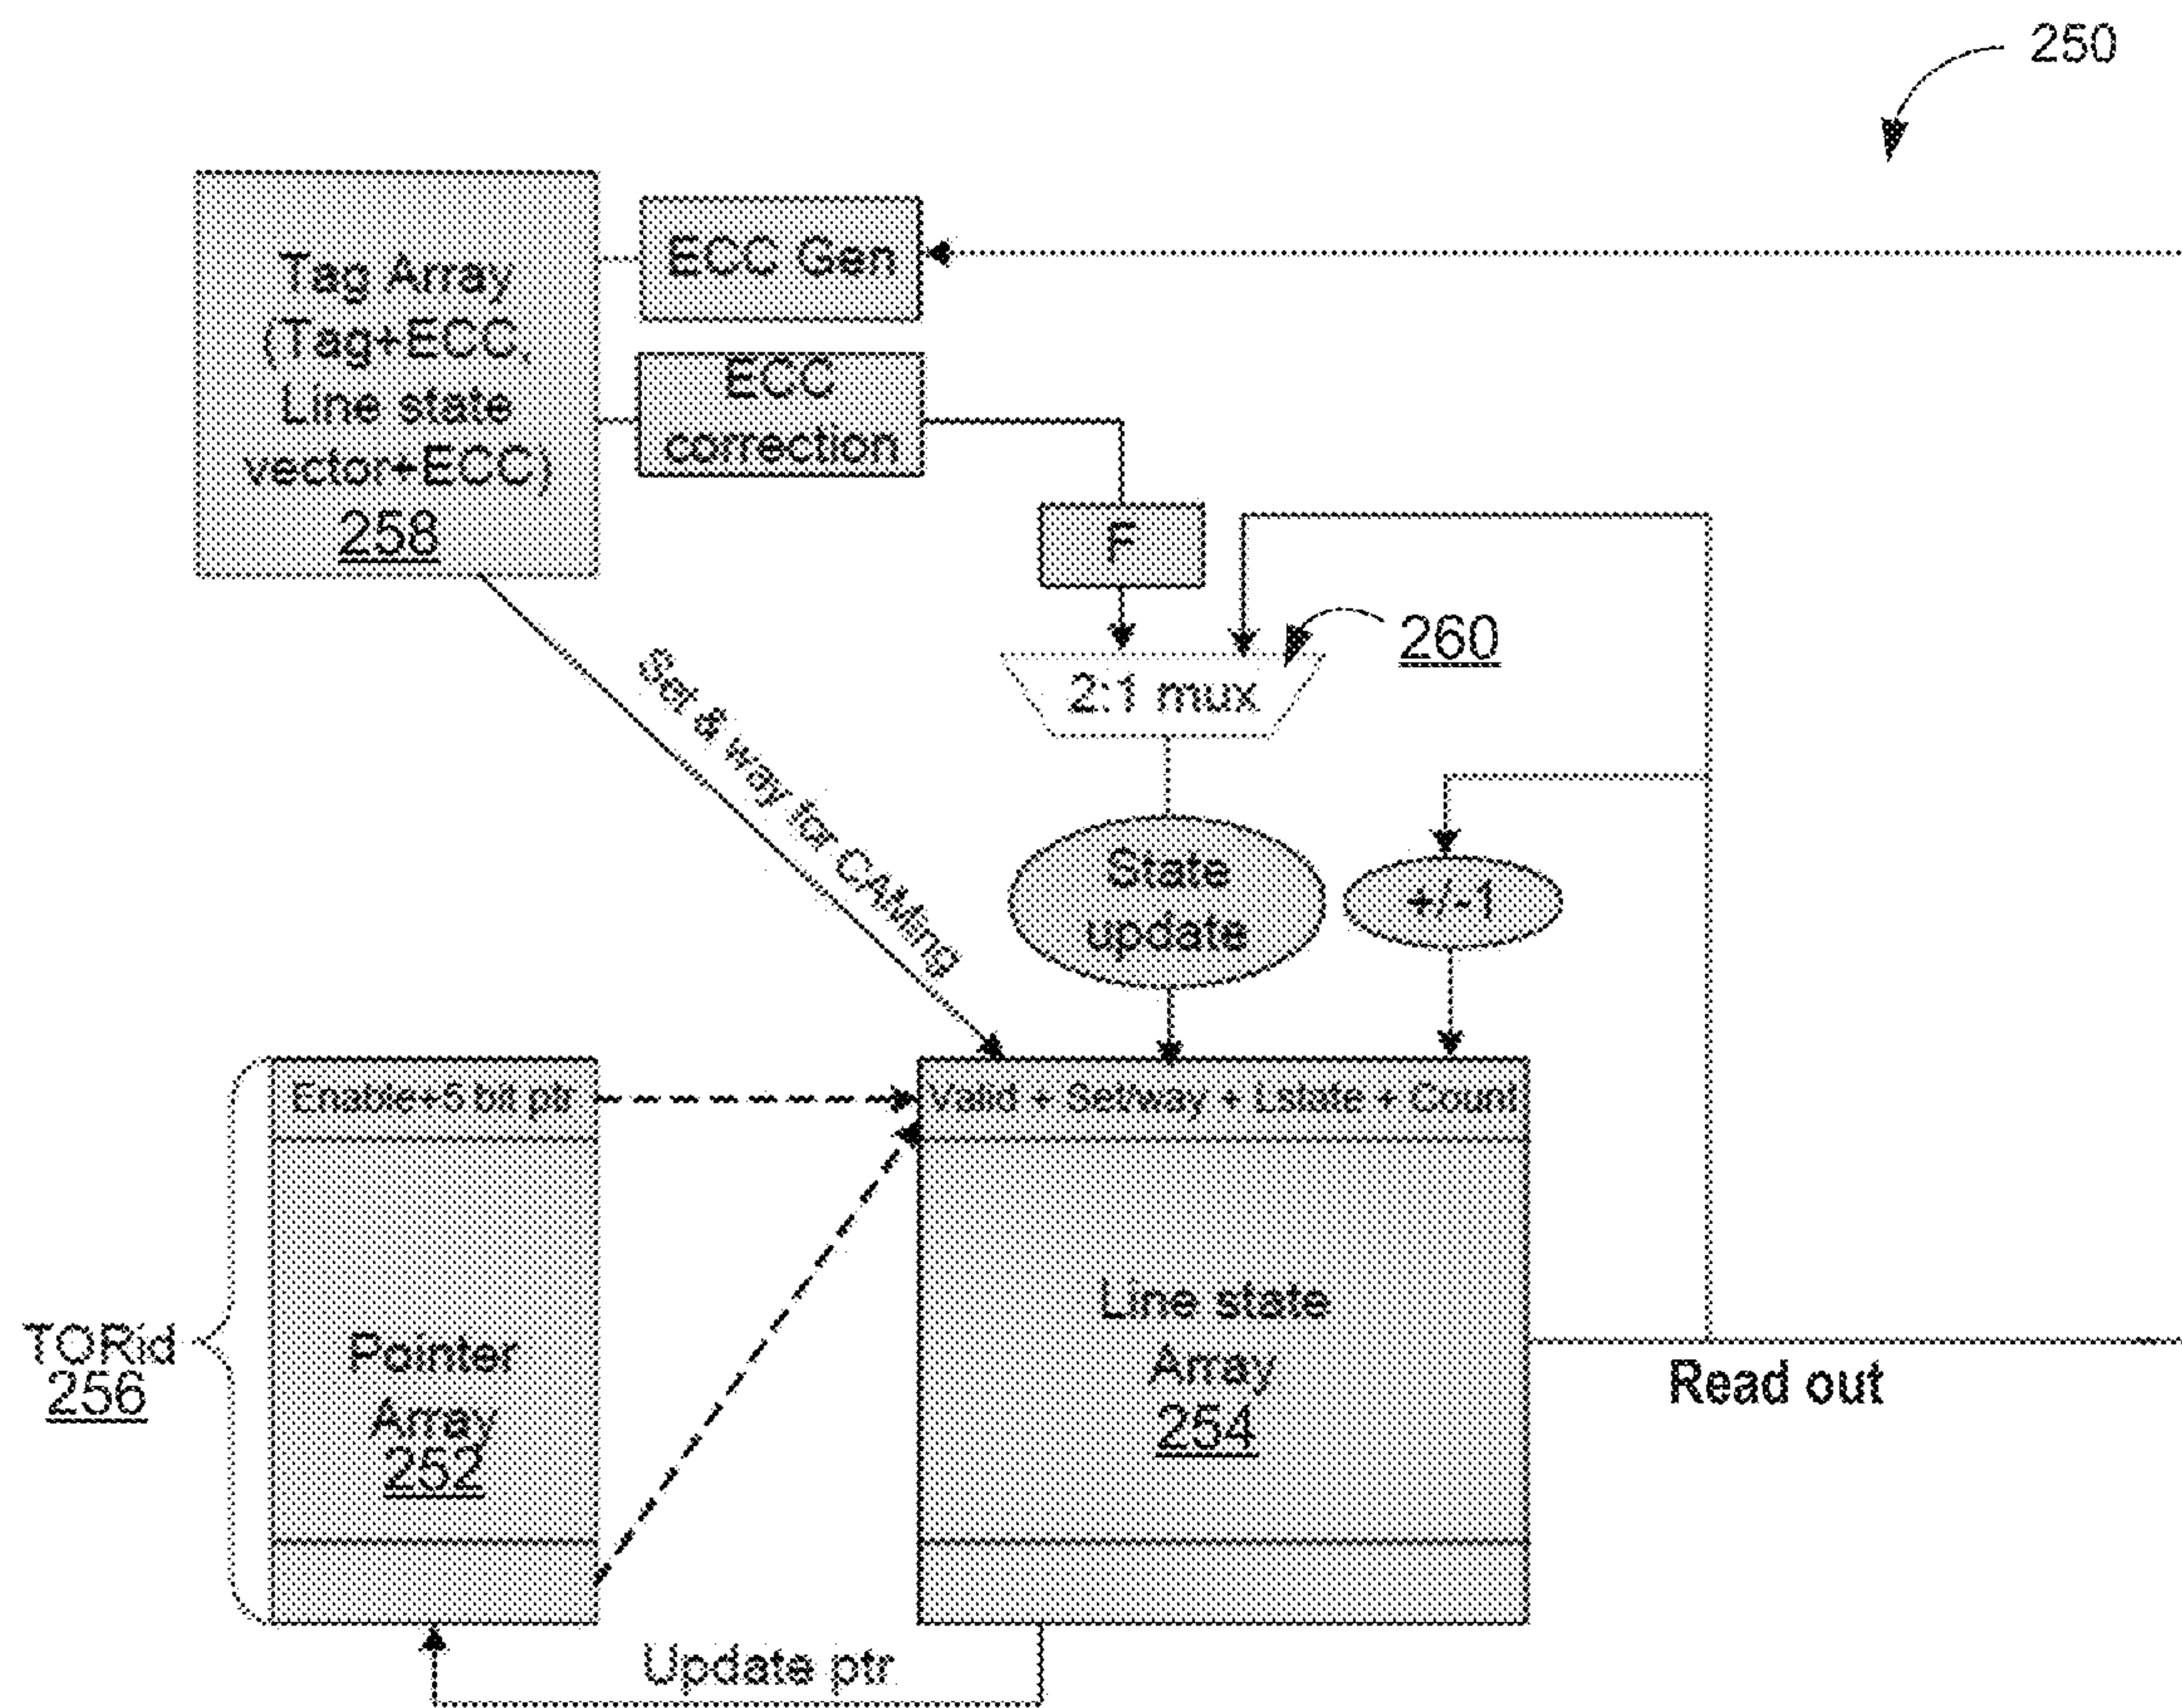 250
Tag Array
(Tag+ECC,
Line state
vector+ECC)
258
ECC Gen
ECC
correction
F
260
2:1 mux
Set & way for CAMing
State
update
+/-1
Enable+5 bit ptr
Valid + Set/way + Lstate + Count
TORid
256
Pointer
Array
252
Line state
Array
254
Read out
Update ptr